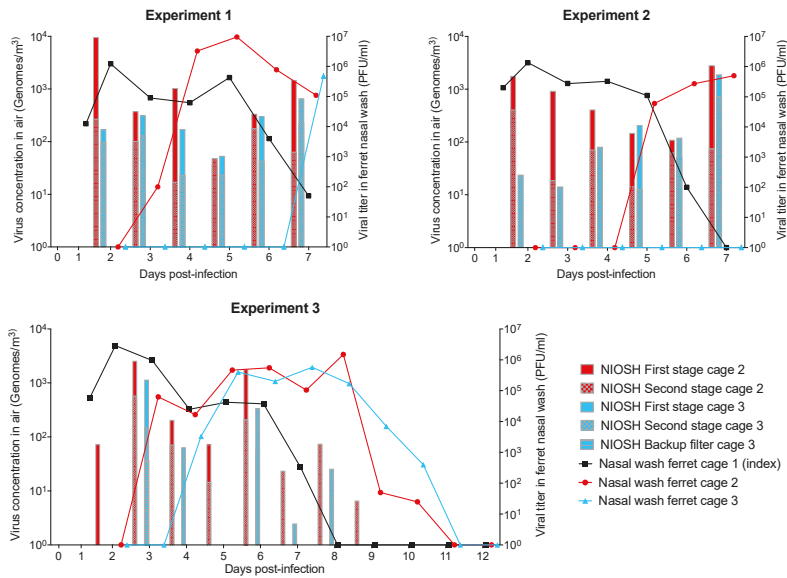 Experiment 1
Virus concentration in air (Genomes/m³)
10⁴
10³
10²
10¹
10⁰
10⁷
10⁶
10⁵
10⁴
10³
10²
10¹
10⁰
Viral titer in ferret nasal wash (PFU/ml)
0 1 2 3 4 5 6 7
Days post-infection
Experiment 2
Virus concentration in air (Genomes/m³)
10⁴
10³
10²
10¹
10⁰
10⁷
10⁶
10⁵
10⁴
10³
10²
10¹
10⁰
Viral titer in ferret nasal wash (PFU/ml)
0 1 2 3 4 5 6 7
Days post-infection
Experiment 3
Virus concentration in air (Genomes/m³)
10⁴
10³
10²
10¹
10⁰
10⁷
10⁶
10⁵
10⁴
10³
10²
10¹
10⁰
Viral titer in ferret nasal wash (PFU/ml)
0 1 2 3 4 5 6 7 8 9 10 11 12
Days post-infection
NIOSH First stage cage 2
NIOSH Second stage cage 2
NIOSH First stage cage 3
NIOSH Second stage cage 3
NIOSH Backup filter cage 3
Nasal wash ferret cage 1 (index)
Nasal wash ferret cage 2
Nasal wash ferret cage 3